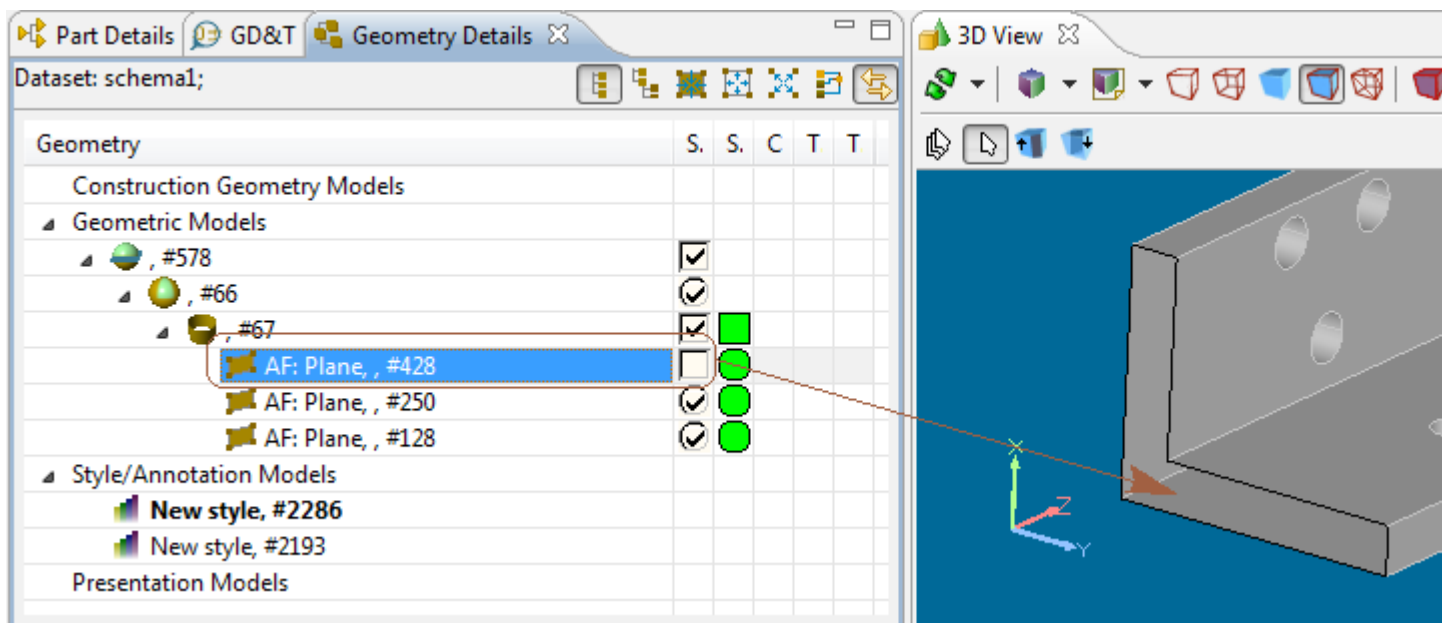 Part Details GD&T Geometry Details
Dataset: schema1;
Geometry S. S. C T T
Construction Geometry Models
Geometric Models
, #578
, #66
, #67
AF: Plane, , #428
AF: Plane, , #250
AF: Plane, , #128
Style/Annotation Models
New style, #2286
New style, #2193
Presentation Models
3D View
X
Z
Y